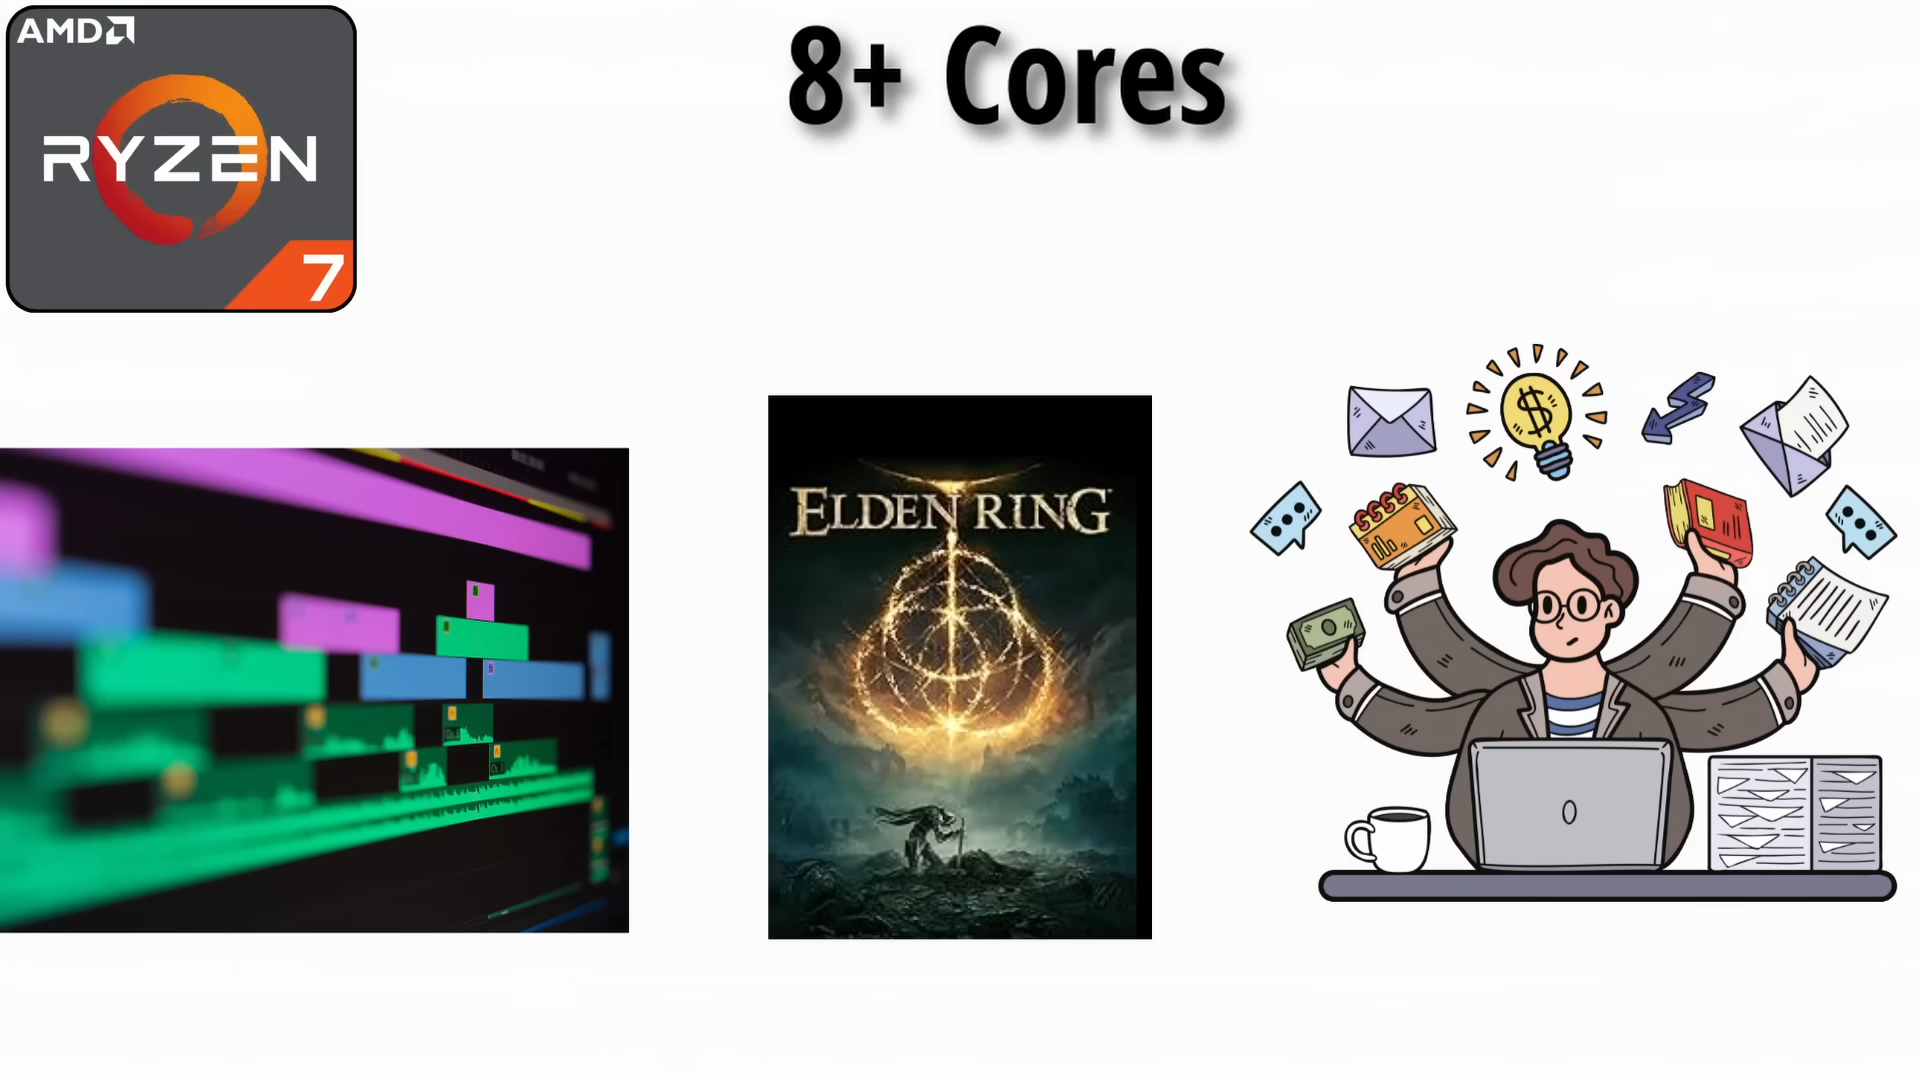 AMD
RYZEN
7
8+ Cores
ELDEN RING